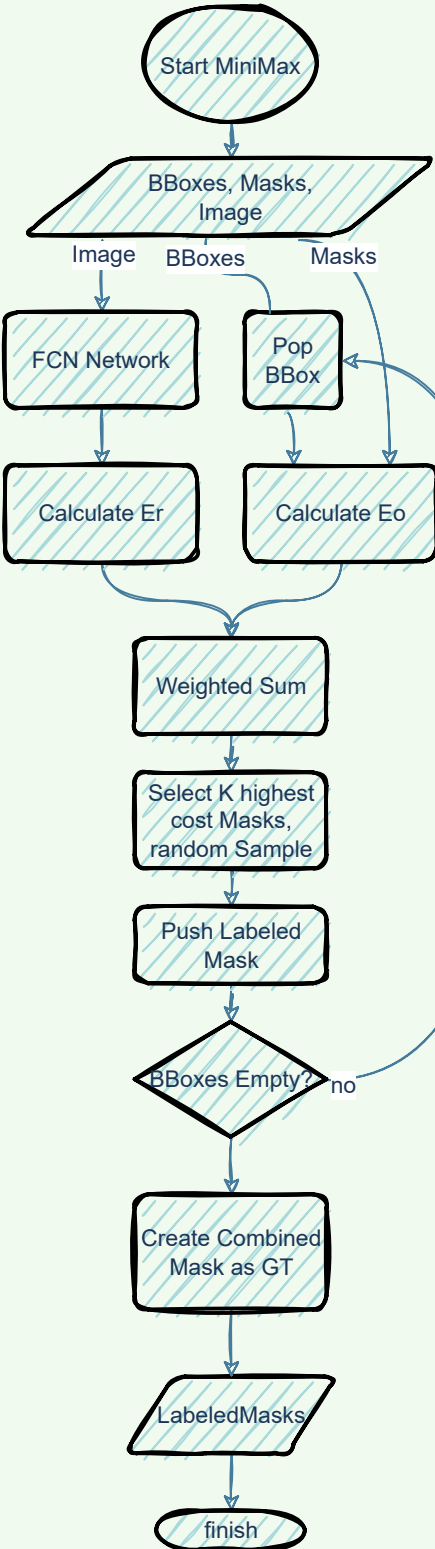 Start MiniMax
BBoxes, Masks,
Image
Image
BBoxes
Masks
FCN Network
Pop
BBox
Calculate Er
Calculate Eo
Weighted Sum
Select K highest
cost Masks,
random Sample
Push Labeled
Mask
BBoxes Empty?
no
Create Combined
Mask as GT
LabeledMasks
finish